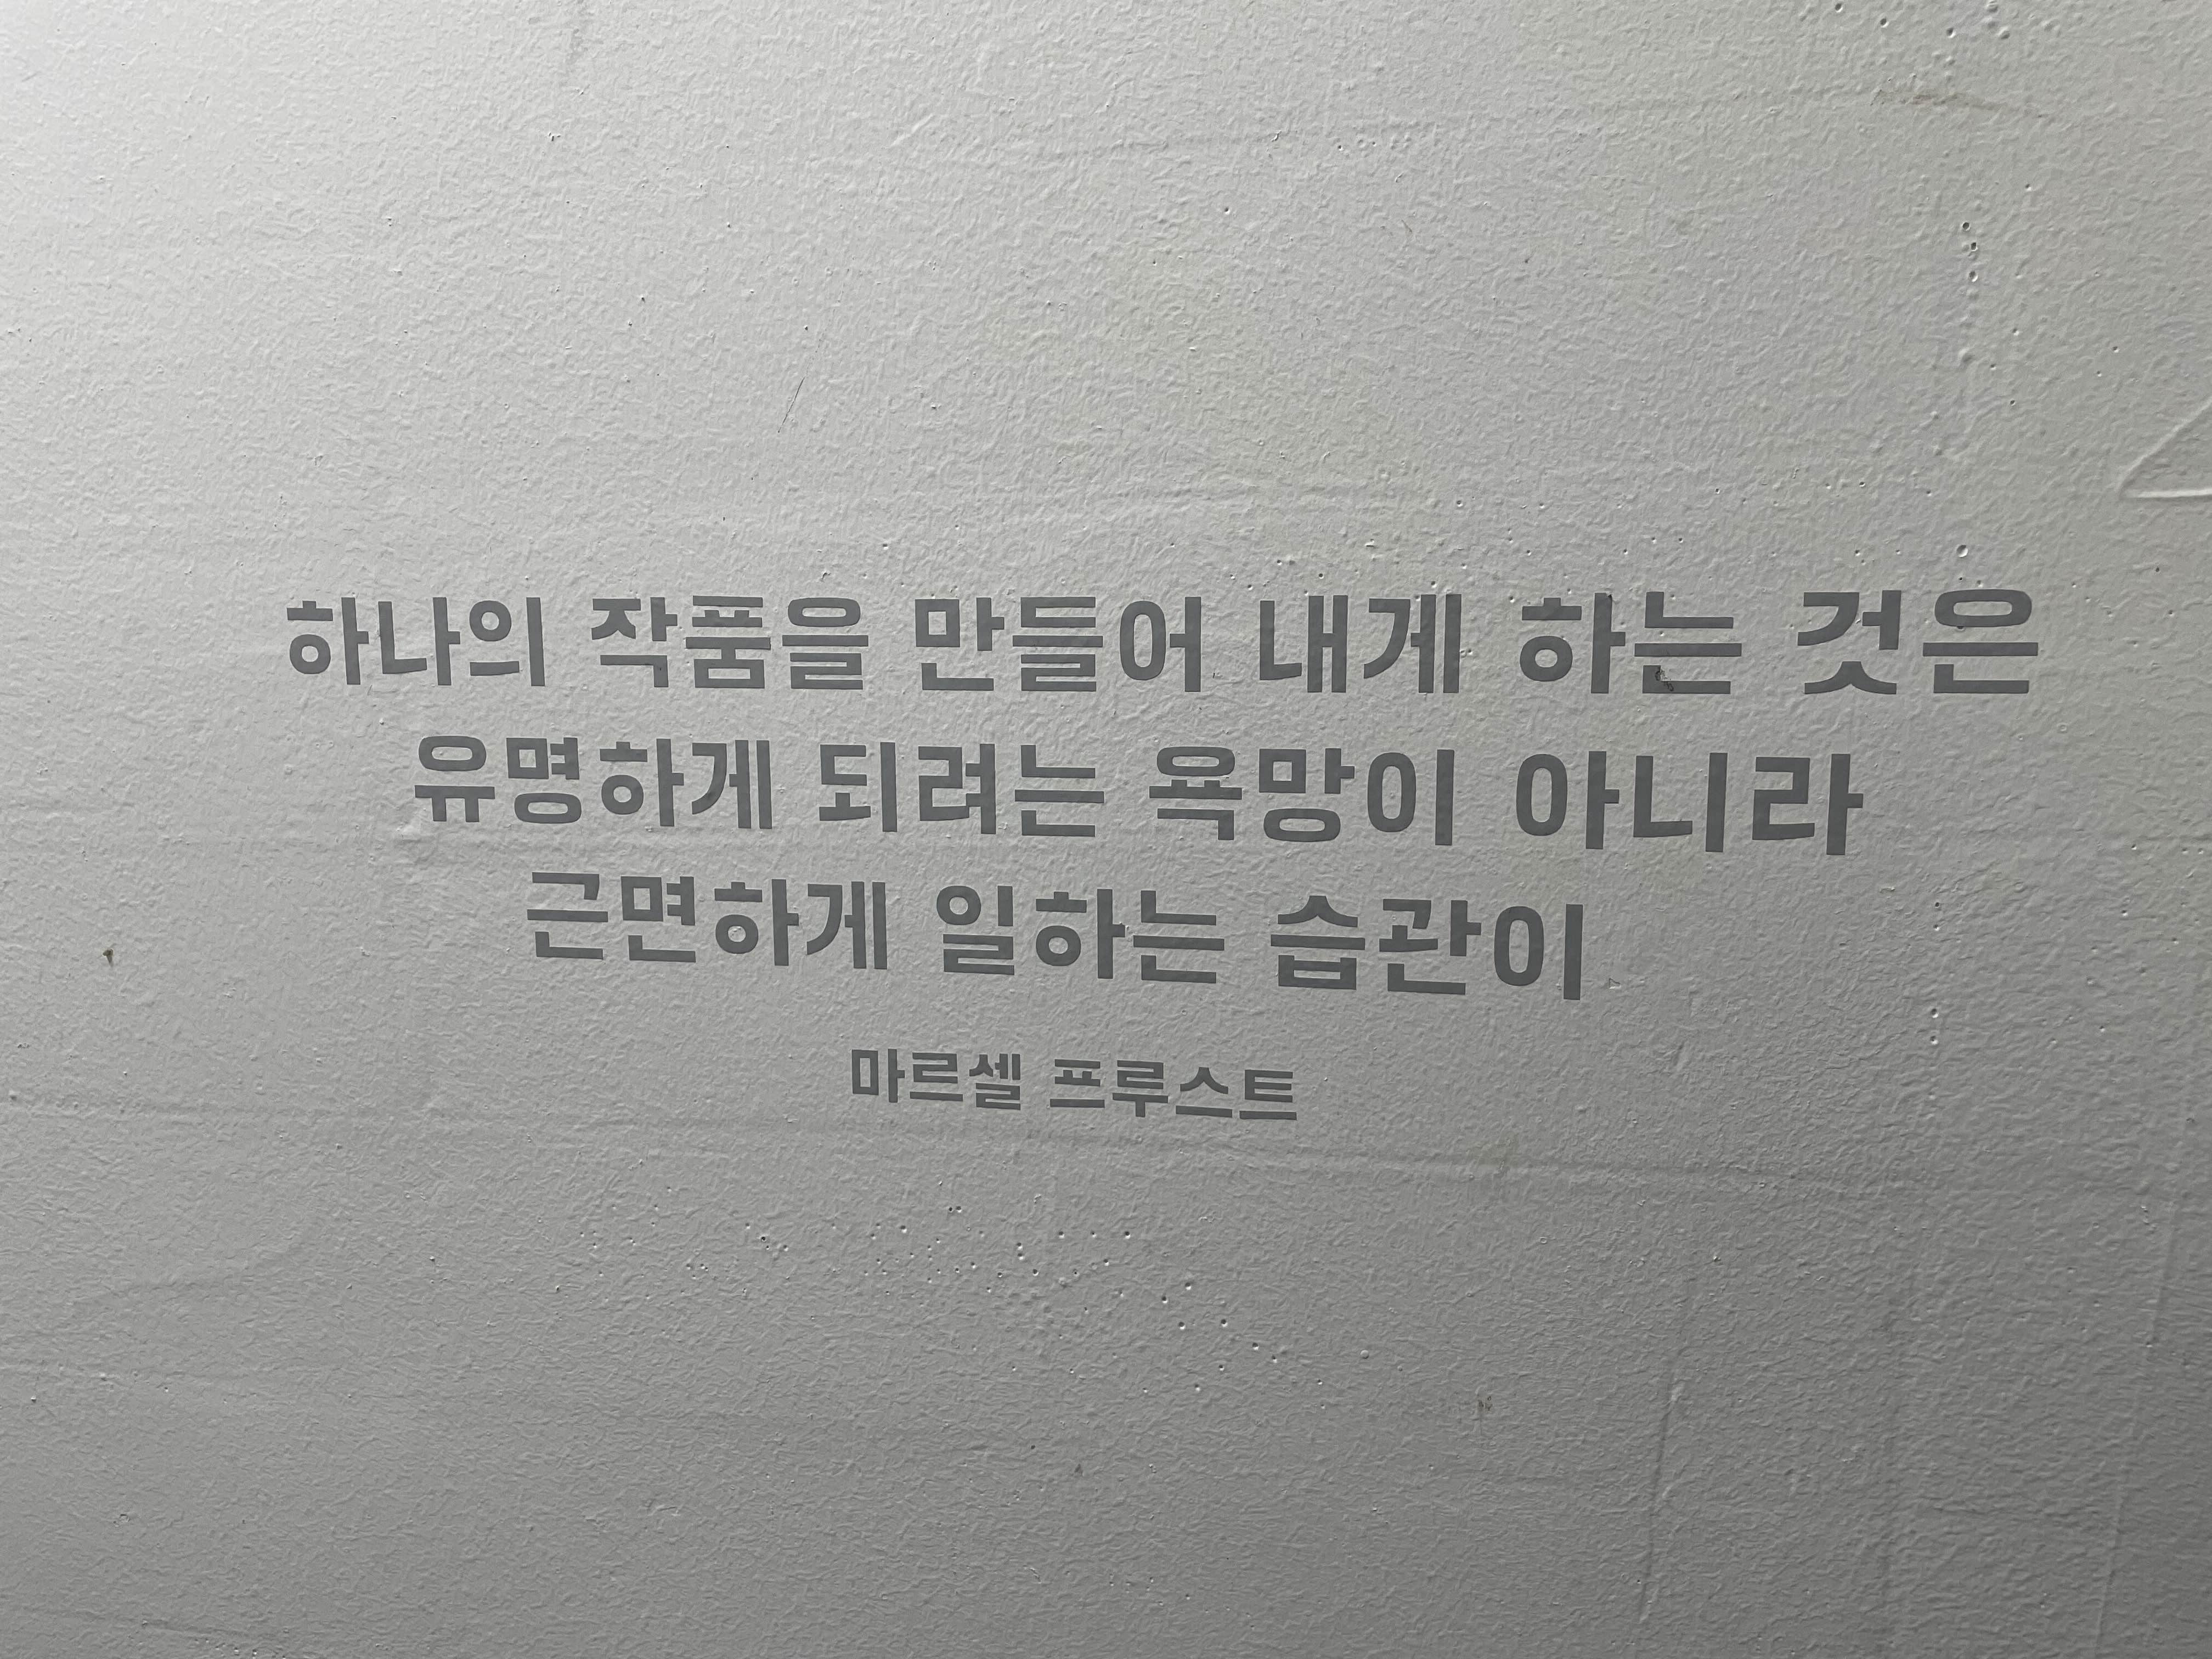 하나의 작품을 만들어 내게 하는 것은
유명하게 되려는 욕망이 아니라
근면하게 일하는 습관이
마르셀 프루스트